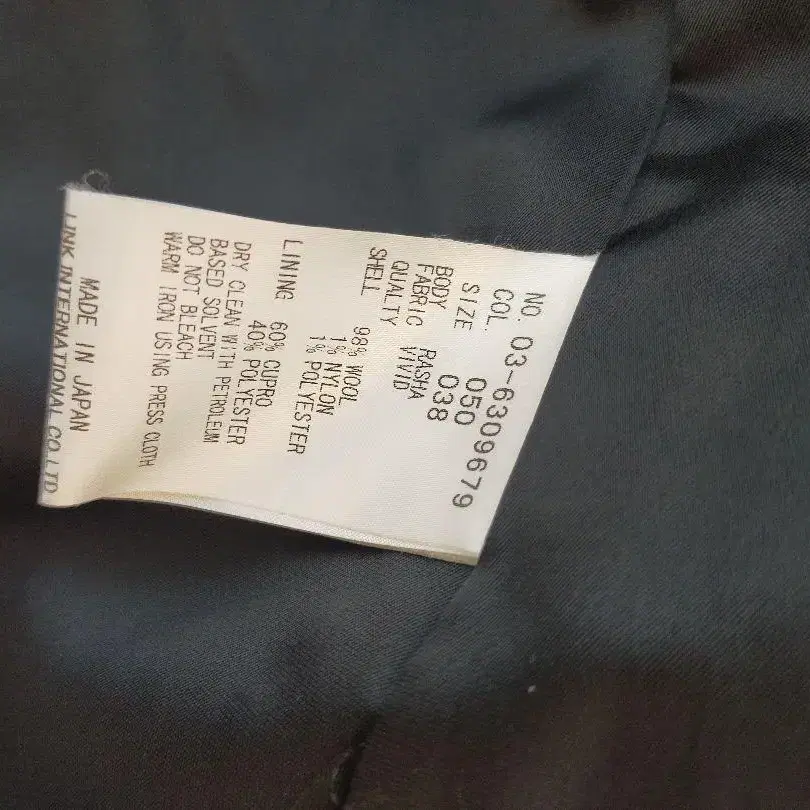 NO. 03-6309679
COL. 050
SIZE 038
BODY
FABRIC RASHA
QUALTY VIVID
SHELL
98% WOOL
1% NYLON
1% POLYESTER
LINING
60% CUPRO
40% POLYESTER
DRY CLEAN WITH PETROLEUM
BASED SOLVENT
DO NOT BLEACH
WARM IRON USING PRESS CLOTH
MADE IN JAPAN
LINK INTERNATIONAL CO.LTD.